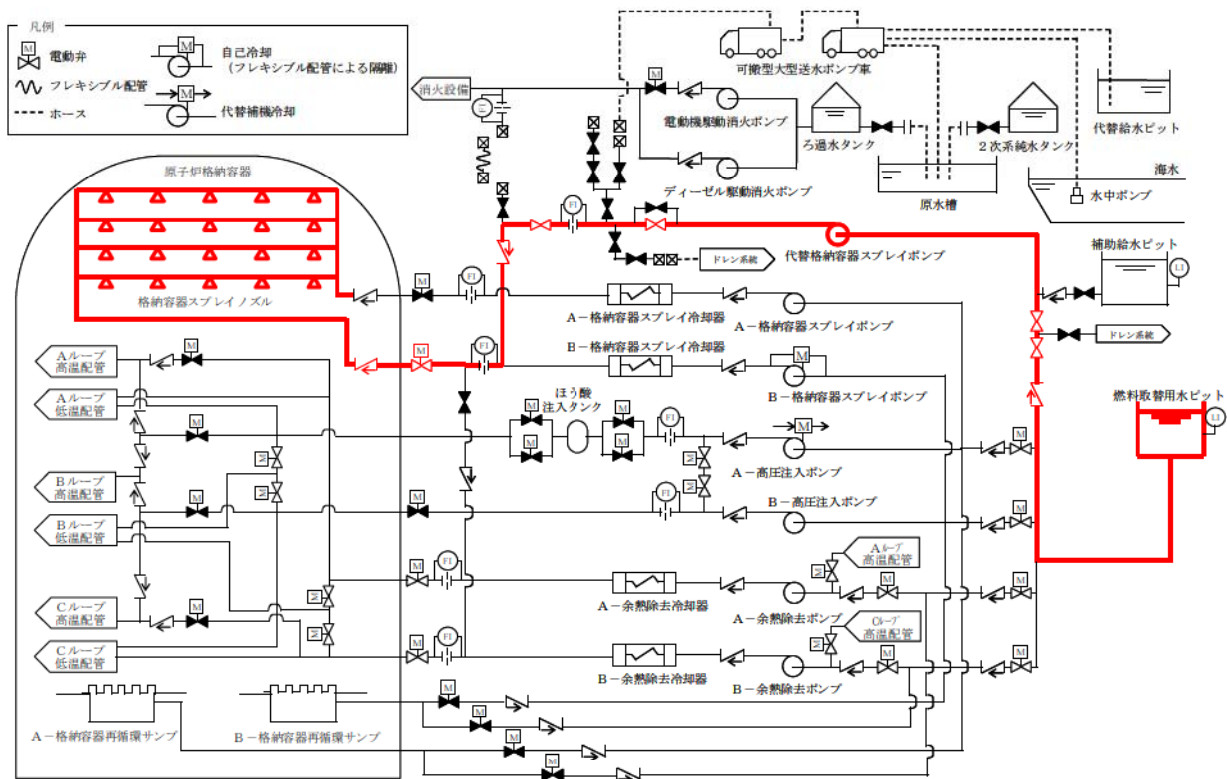 凡例
M
電動弁
M
自己冷却
(フレキシブル配管による隔離)
フレキシブル配管
M
代替補機冷却
ホース
消火設備
FI
M
電動機駆動消火ポンプ
ディーゼル駆動消火ポンプ
可搬型大型送水ポンプ車
ろ過水タンク
2次系純水タンク
原水槽
代替給水ピット
海水
水中ポンプ
原子炉格納容器
格納容器スプレイノズル
FI
ドレン系統
代替格納容器スプレイポンプ
補助給水ピット
LI
ドレン系統
燃料取替用水ピット
LI
M
FI
A-格納容器スプレイ冷却器
A-格納容器スプレイポンプ
M
FI
B-格納容器スプレイ冷却器
M
B-格納容器スプレイポンプ
Aループ
高温配管
M
Aループ
低温配管
ほう酸
注入タンク
M
M
M
M
M
FI
M
A-高圧注入ポンプ
M
M
M
M
M
Bループ
高温配管
M
M
FI
B-高圧注入ポンプ
M
Bループ
低温配管
M
FI
A-余熱除去冷却器
A-余熱除去ポンプ
Aループ
高温配管
M
M
M
M
M
Cループ
高温配管
M
Cループ
低温配管
M
FI
B-余熱除去冷却器
B-余熱除去ポンプ
Cループ
高温配管
M
M
M
A-格納容器再循環サンプ
B-格納容器再循環サンプ
M
M
M
M